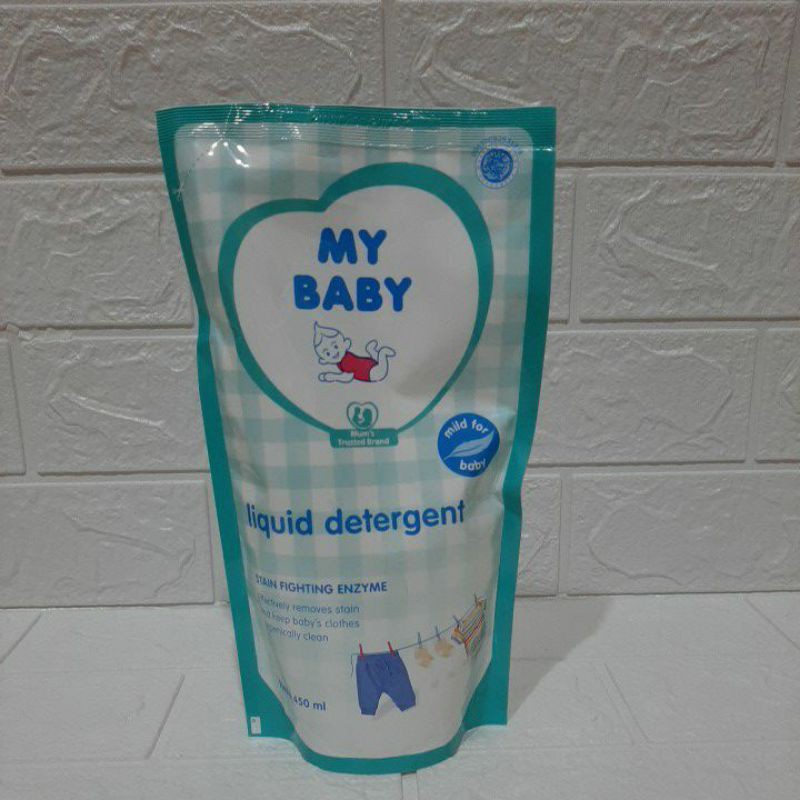 MY
BABY
Mum's
Trusted Brand
mild for
baby
liquid detergent
STAIN FIGHTING ENZYME
removes stain
keep baby's clothes
clean
450 ml